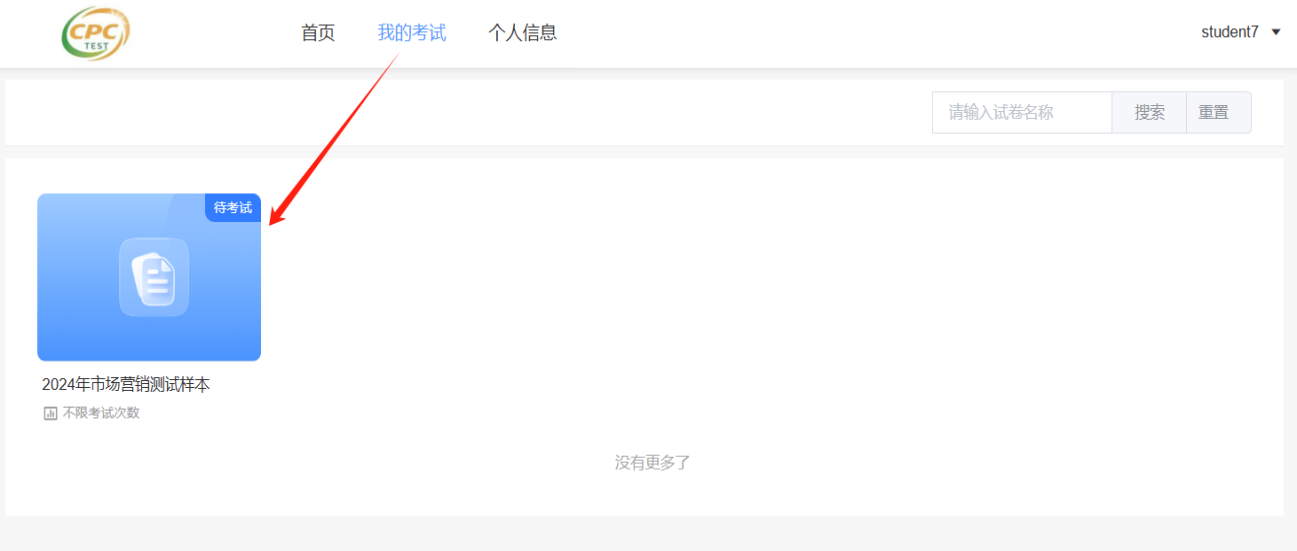 CPC
TEST
首页
我的考试
个人信息
student7
请输入试卷名称
搜索
重置
待考试
2024年市场营销测试样本
不限考试次数
没有更多了